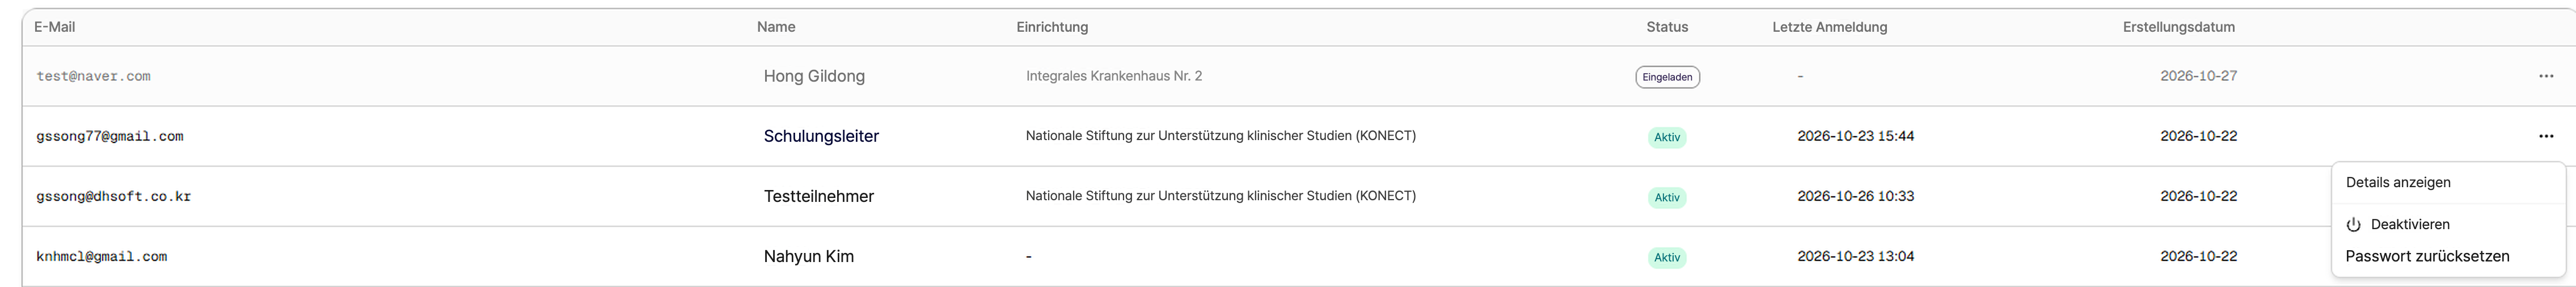 E-Mail Name Einrichtung Status Letzte Anmeldung Erstellungsdatum
test@naver.com Hong Gildong Integrales Krankenhaus Nr. 2 Eingeladen - 2026-10-27 ···
gssong77@gmail.com Schulungsleiter Nationale Stiftung zur Unterstützung klinischer Studien (KONECT) Aktiv 2026-10-23 15:44 2026-10-22 ···
gssong@dhsoft.co.kr Testteilnehmer Nationale Stiftung zur Unterstützung klinischer Studien (KONECT) Aktiv 2026-10-26 10:33 2026-10-22
knhmcl@gmail.com Nahyun Kim - Aktiv 2026-10-23 13:04 2026-10-22
Details anzeigen
Deaktivieren
Passwort zurücksetzen